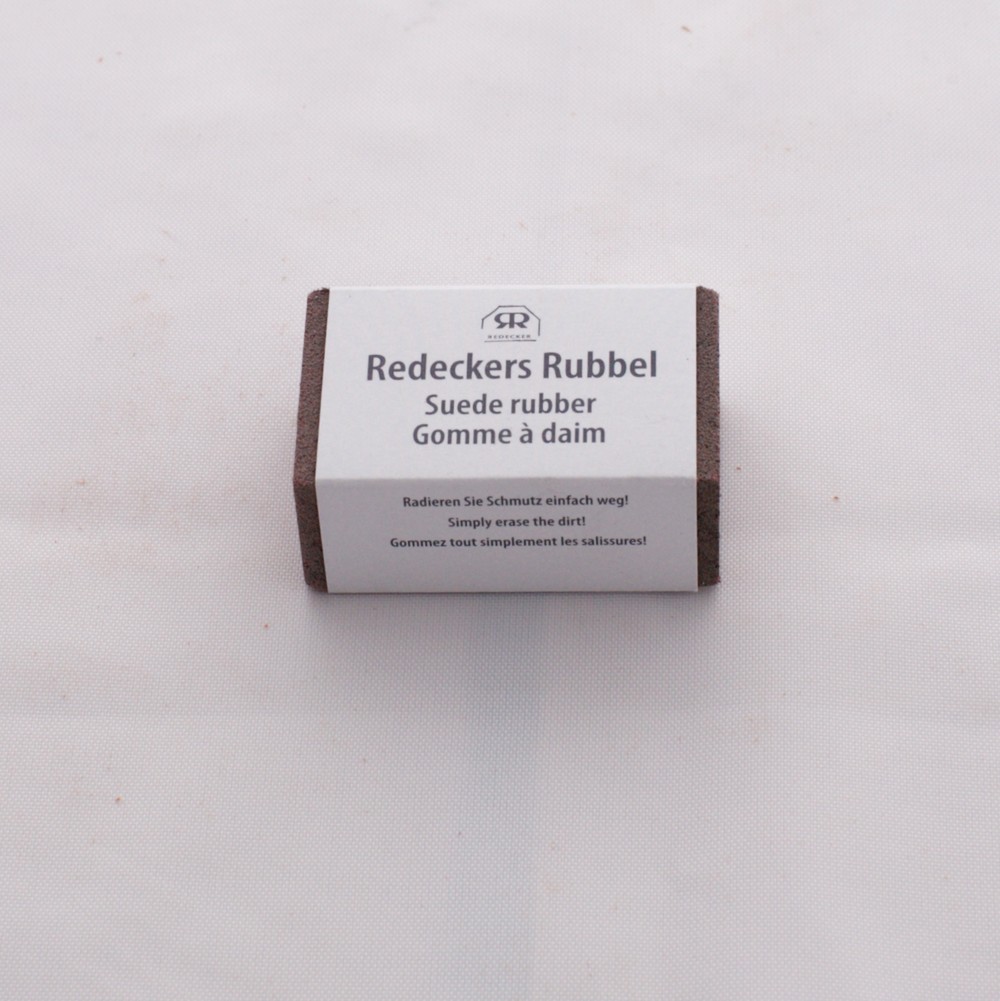 RR
REDECKER
Redeckers Rubbel
Suede rubber
Gomme à daim
Radieren Sie Schmutz einfach weg!
Simply erase the dirt!
Gommez tout simplement les salissures!